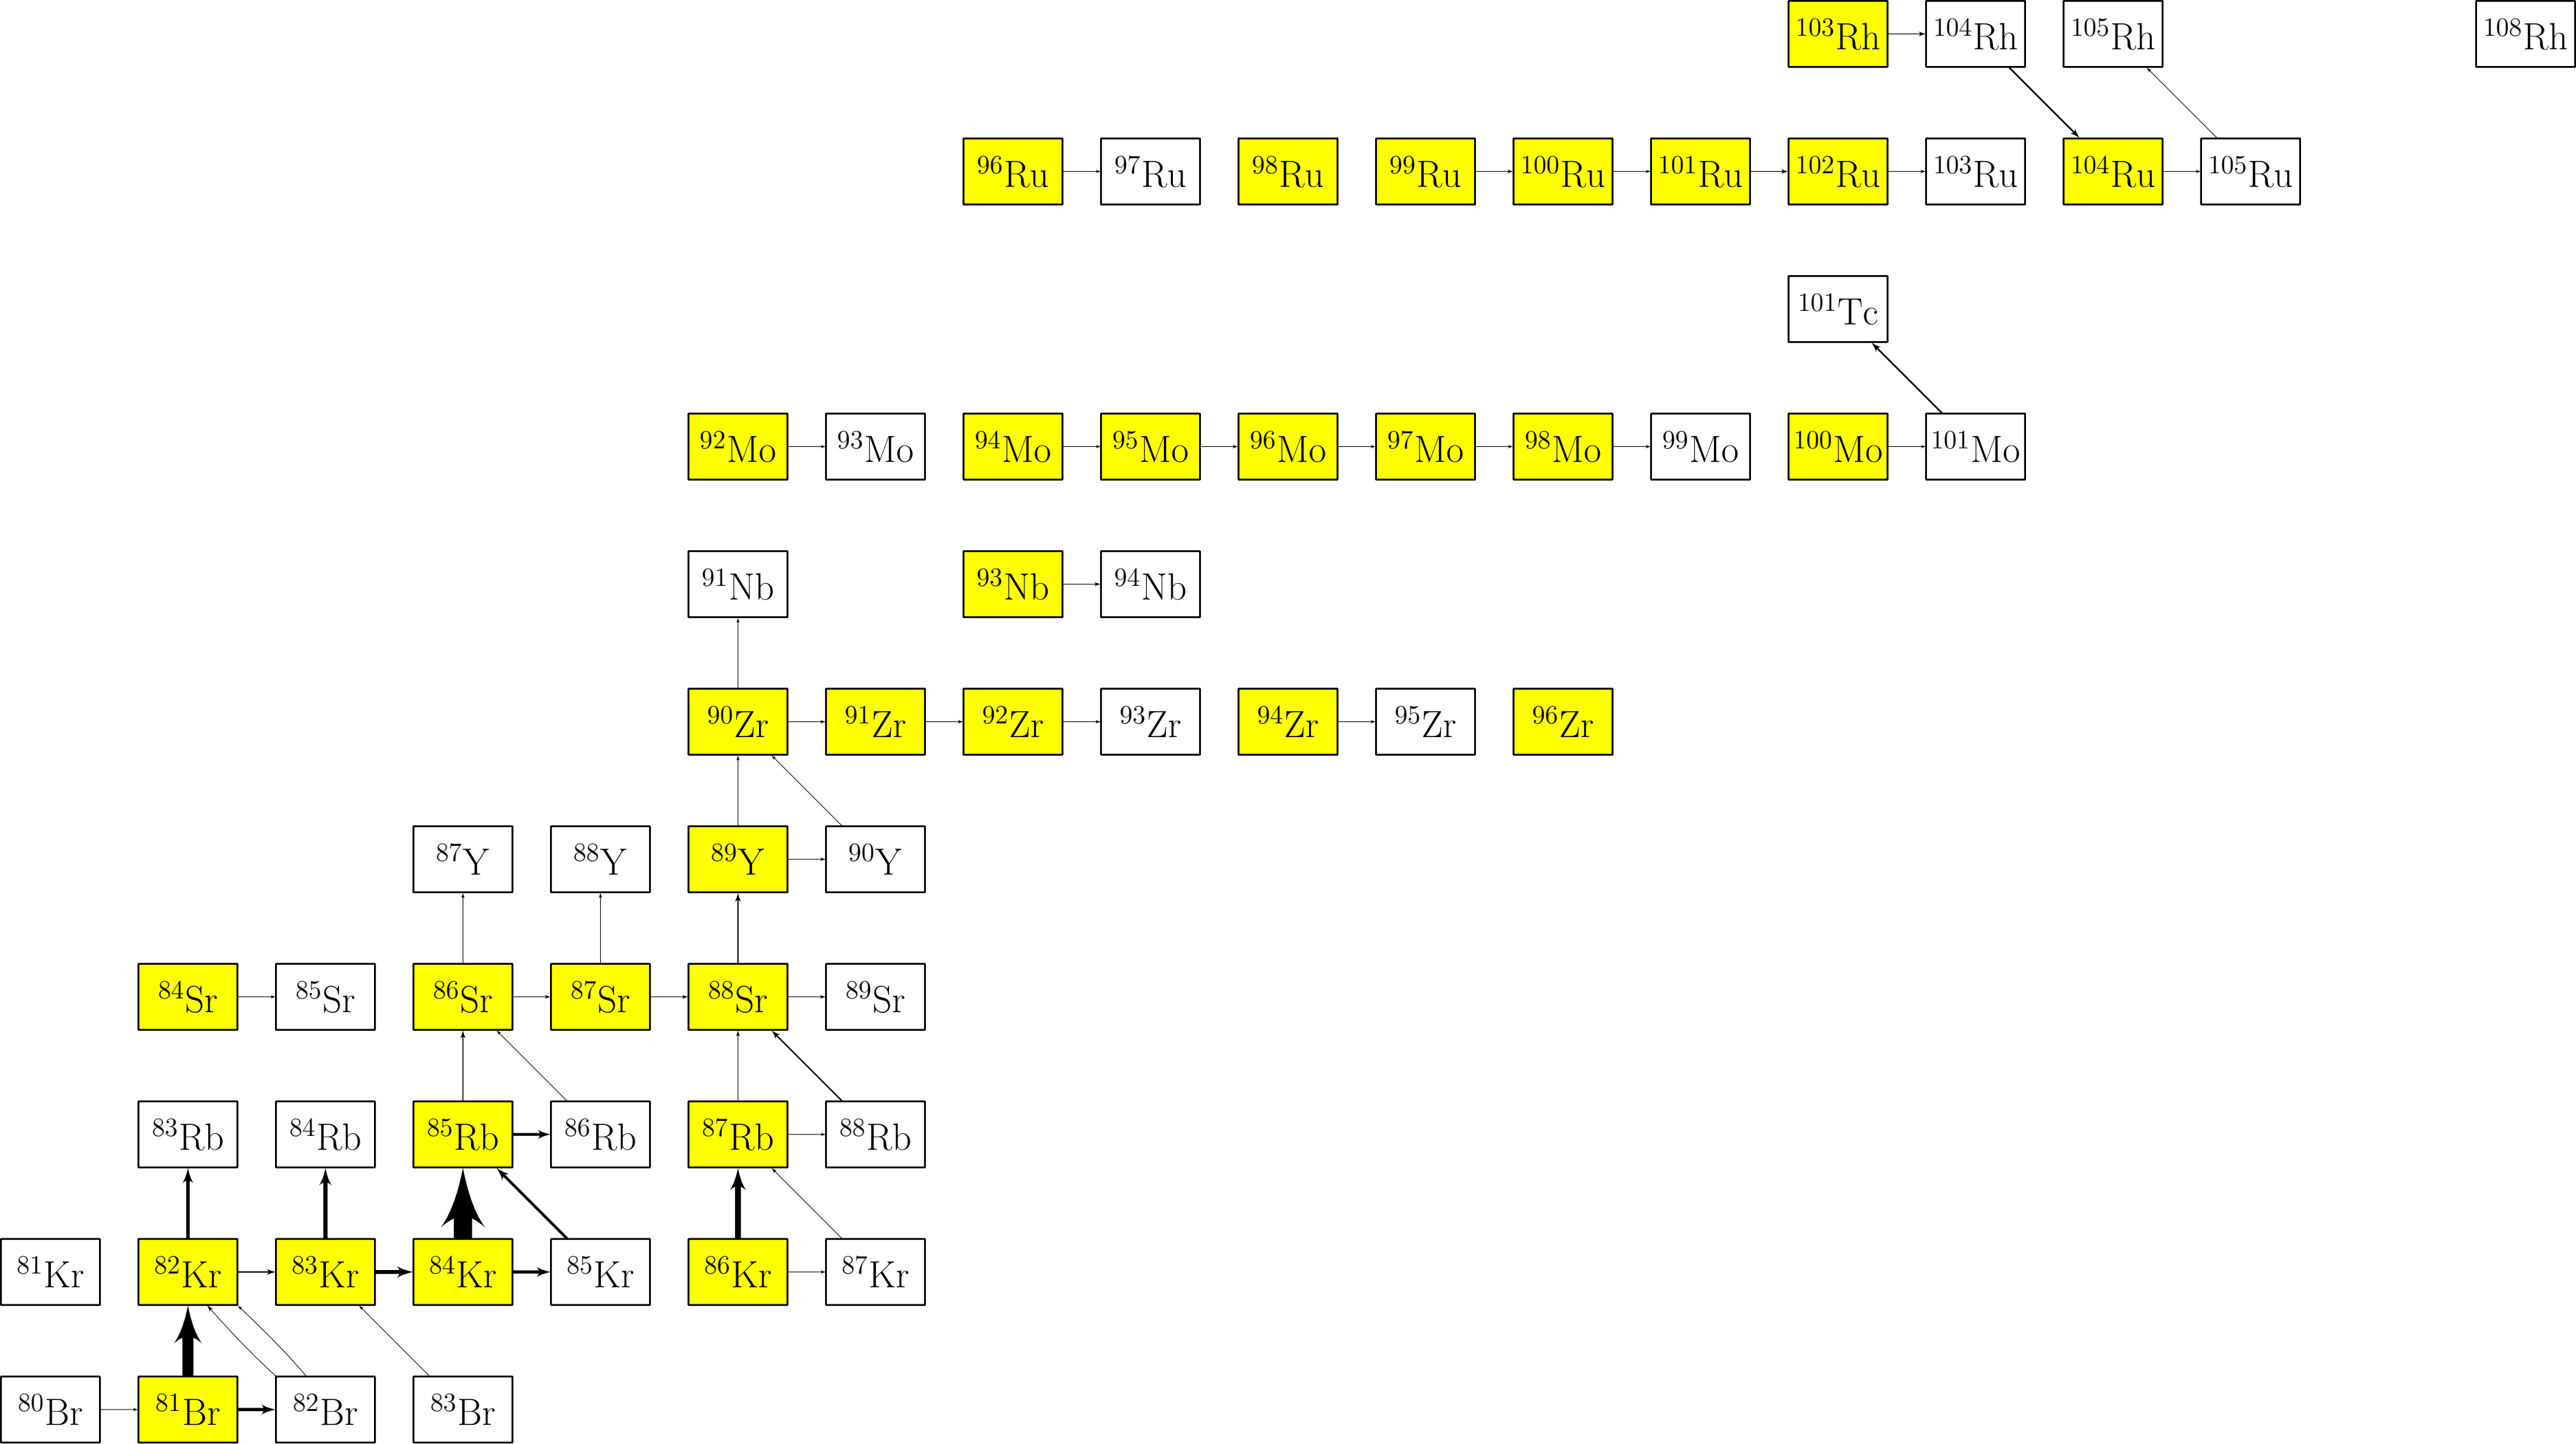 ¹⁰³Rh ¹⁰⁴Rh ¹⁰⁵Rh ¹⁰⁸Rh
⁹⁶Ru ⁹⁷Ru ⁹⁸Ru ⁹⁹Ru ¹⁰⁰Ru ¹⁰¹Ru ¹⁰²Ru ¹⁰³Ru ¹⁰⁴Ru ¹⁰⁵Ru
¹⁰¹Tc
⁹²Mo ⁹³Mo ⁹⁴Mo ⁹⁵Mo ⁹⁶Mo ⁹⁷Mo ⁹⁸Mo ⁹⁹Mo ¹⁰⁰Mo ¹⁰¹Mo
⁹¹Nb ⁹³Nb ⁹⁴Nb
⁹⁰Zr ⁹¹Zr ⁹²Zr ⁹³Zr ⁹⁴Zr ⁹⁵Zr ⁹⁶Zr
⁸⁷Y ⁸⁸Y ⁸⁹Y ⁹⁰Y
⁸⁴Sr ⁸⁵Sr ⁸⁶Sr ⁸⁷Sr ⁸⁸Sr ⁸⁹Sr
⁸³Rb ⁸⁴Rb ⁸⁵Rb ⁸⁶Rb ⁸⁷Rb ⁸⁸Rb
⁸¹Kr ⁸²Kr ⁸³Kr ⁸⁴Kr ⁸⁵Kr ⁸⁶Kr ⁸⁷Kr
⁸⁰Br ⁸¹Br ⁸²Br ⁸³Br